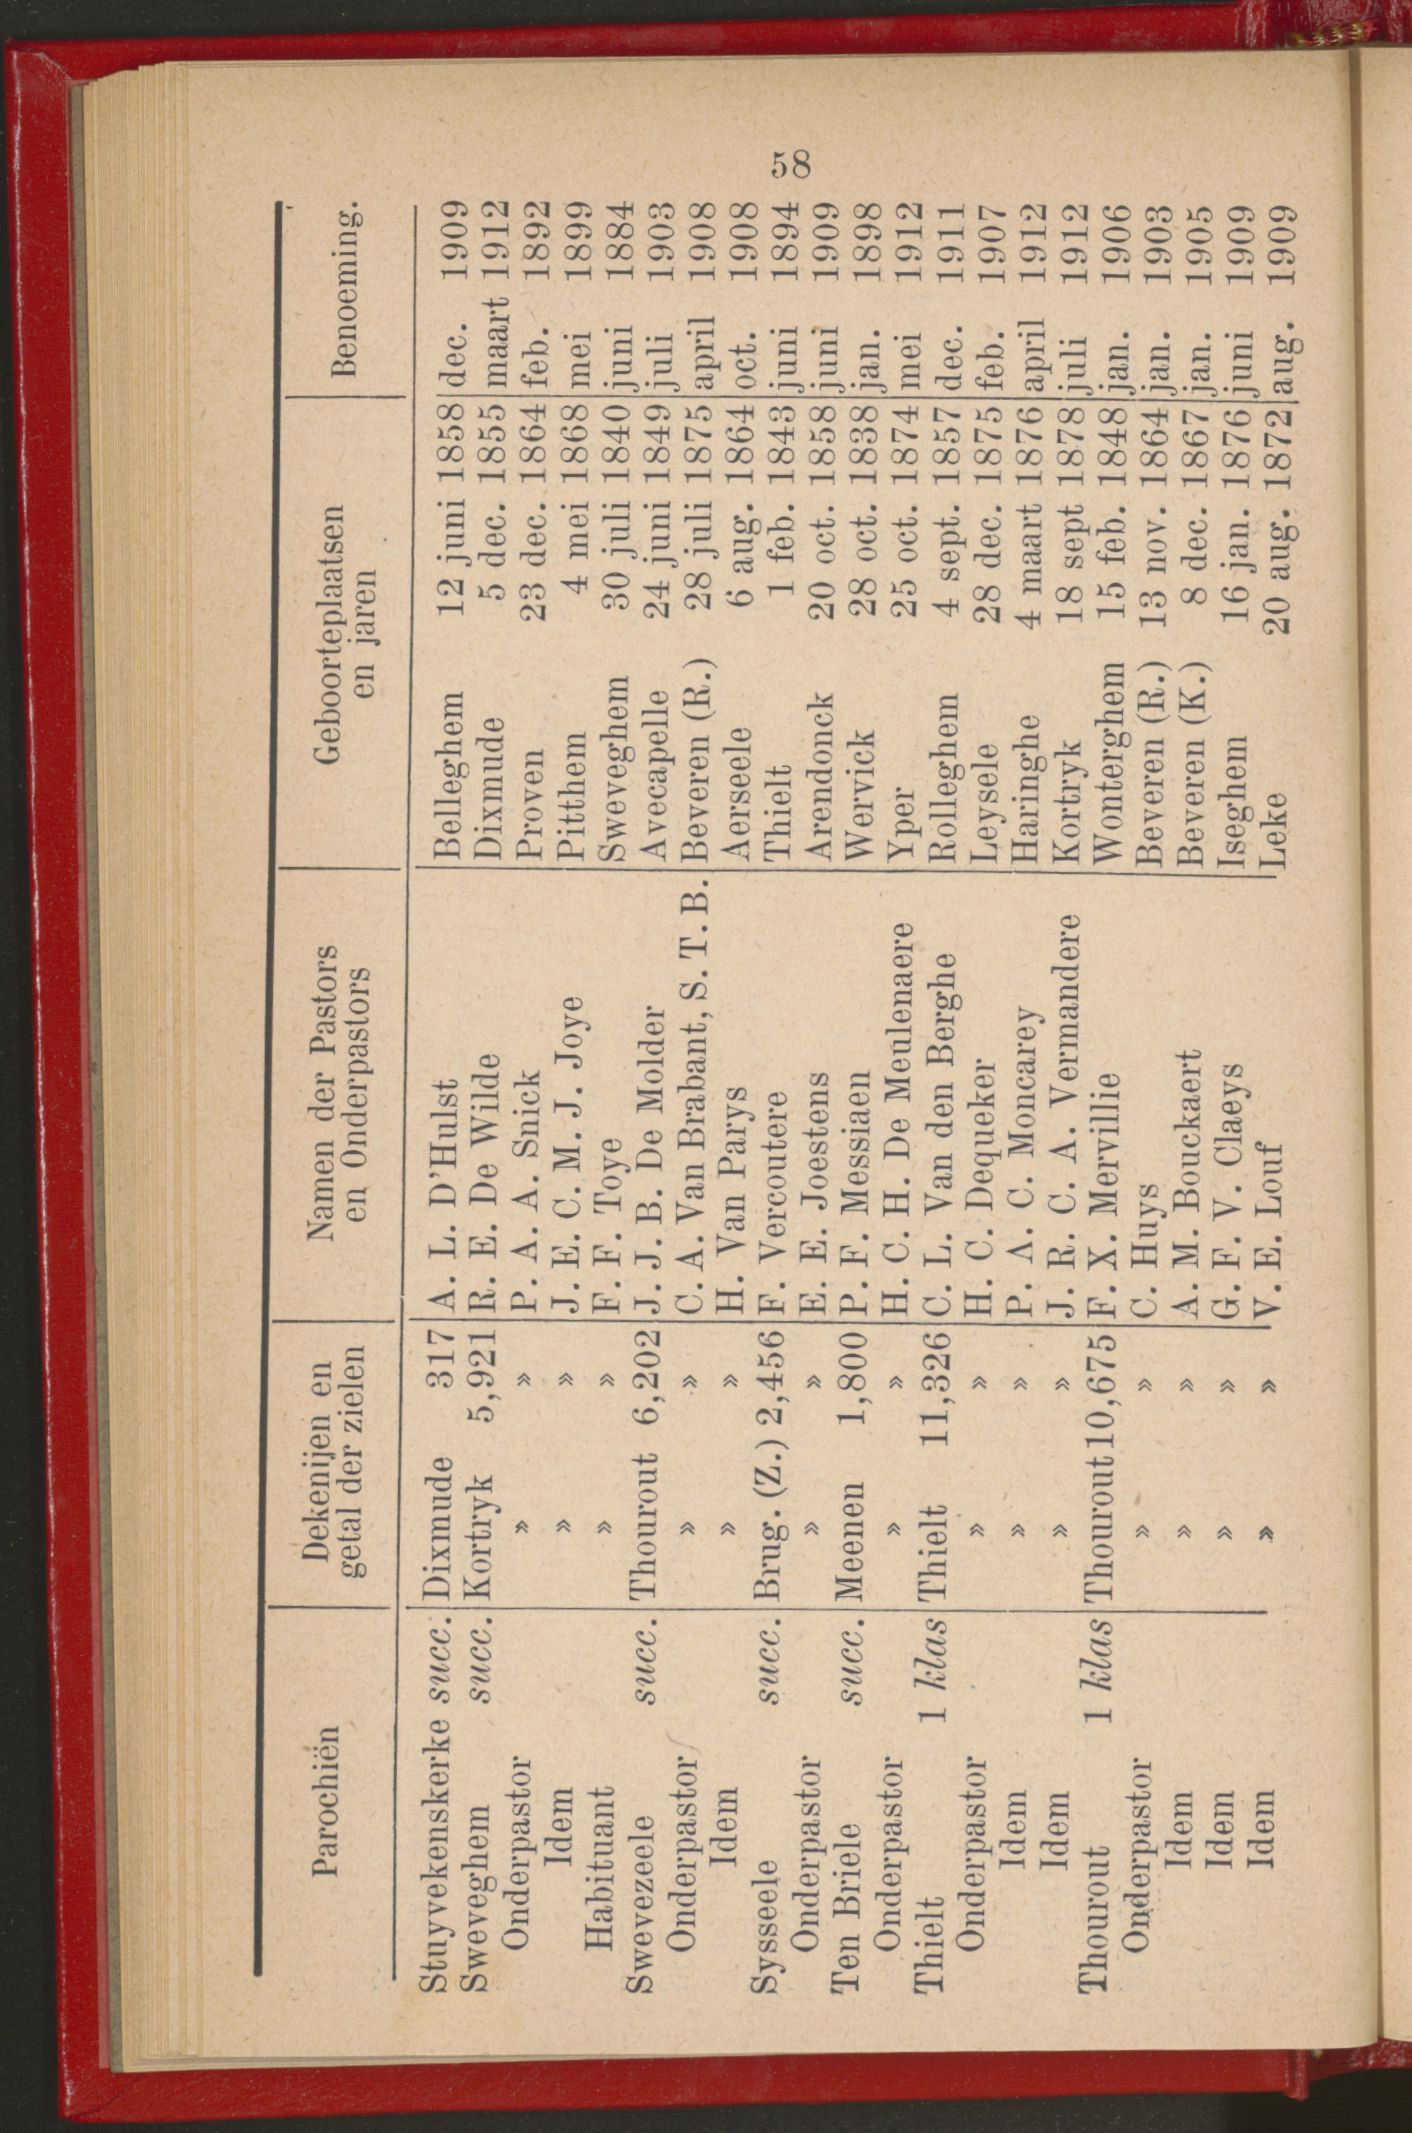 58
Parochiën Dekenijen en getal der zielen Namen der Pastors en Onderpastors Geboorteplaatsen en jaren Benoeming.
Stuyvekenskerke succ. Dixmude 317 A. L. D'Hulst Belleghem 12 juni 1858 dec. 1909
Sweveghem succ. Kortryk 5,921 R. E. De Wilde Dixmude 5 dec. 1855 maart 1912
Onderpastor » » P. A. A. Snick Proven 23 dec. 1864 feb. 1892
Idem » » J. E. C. M. J. Joye Pitthem 4 mei 1868 mei 1899
Habituant » » F. F. Toye Sweveghem 30 juli 1840 juni 1884
Swevezeele succ. Thourout 6,202 J. J. B. De Molder Avecapelle 24 juni 1849 juli 1903
Onderpastor » » C. A. Van Brabant, S. T. B. Beveren (R.) 28 juli 1875 april 1908
Idem » » H. Van Parys Aerseele 6 aug. 1864 oct. 1908
Sysseele succ. Brug. (Z.) 2,456 F. Vercoutere Thielt 1 feb. 1843 juni 1894
Onderpastor » » E. E. Joestens Arendonck 20 oct. 1858 juni 1909
Ten Briele succ. Meenen 1,800 P. F. Messiaen Wervick 28 oct. 1838 jan. 1898
Onderpastor » » H. C. H. De Meulenaere Yper 25 oct. 1874 mei 1912
Thielt 1 klas Thielt 11,326 C. L. Van den Berghe Rolleghem 4 sept. 1857 dec. 1911
Onderpastor » » H. C. Dequeker Leysele 28 dec. 1875 feb. 1907
Idem » » P. A. C. Moncarey Haringhe 4 maart 1876 april 1912
Idem » » J. R. C. A. Vermandere Kortryk 18 sept 1878 juli 1912
Thourout 1 klas Thourout 10,675 F. X. Mervillie Wonterghem 15 feb. 1848 jan. 1906
Onderpastor » » C. Huys Beveren (R.) 13 nov. 1864 jan. 1903
Idem » » A. M. Bouckaert Beveren (K.) 8 dec. 1867 jan. 1905
Idem » » G. F. V. Claeys Iseghem 16 jan. 1876 juni 1909
Idem » » V. E. Louf Leke 20 aug. 1872 aug. 1909